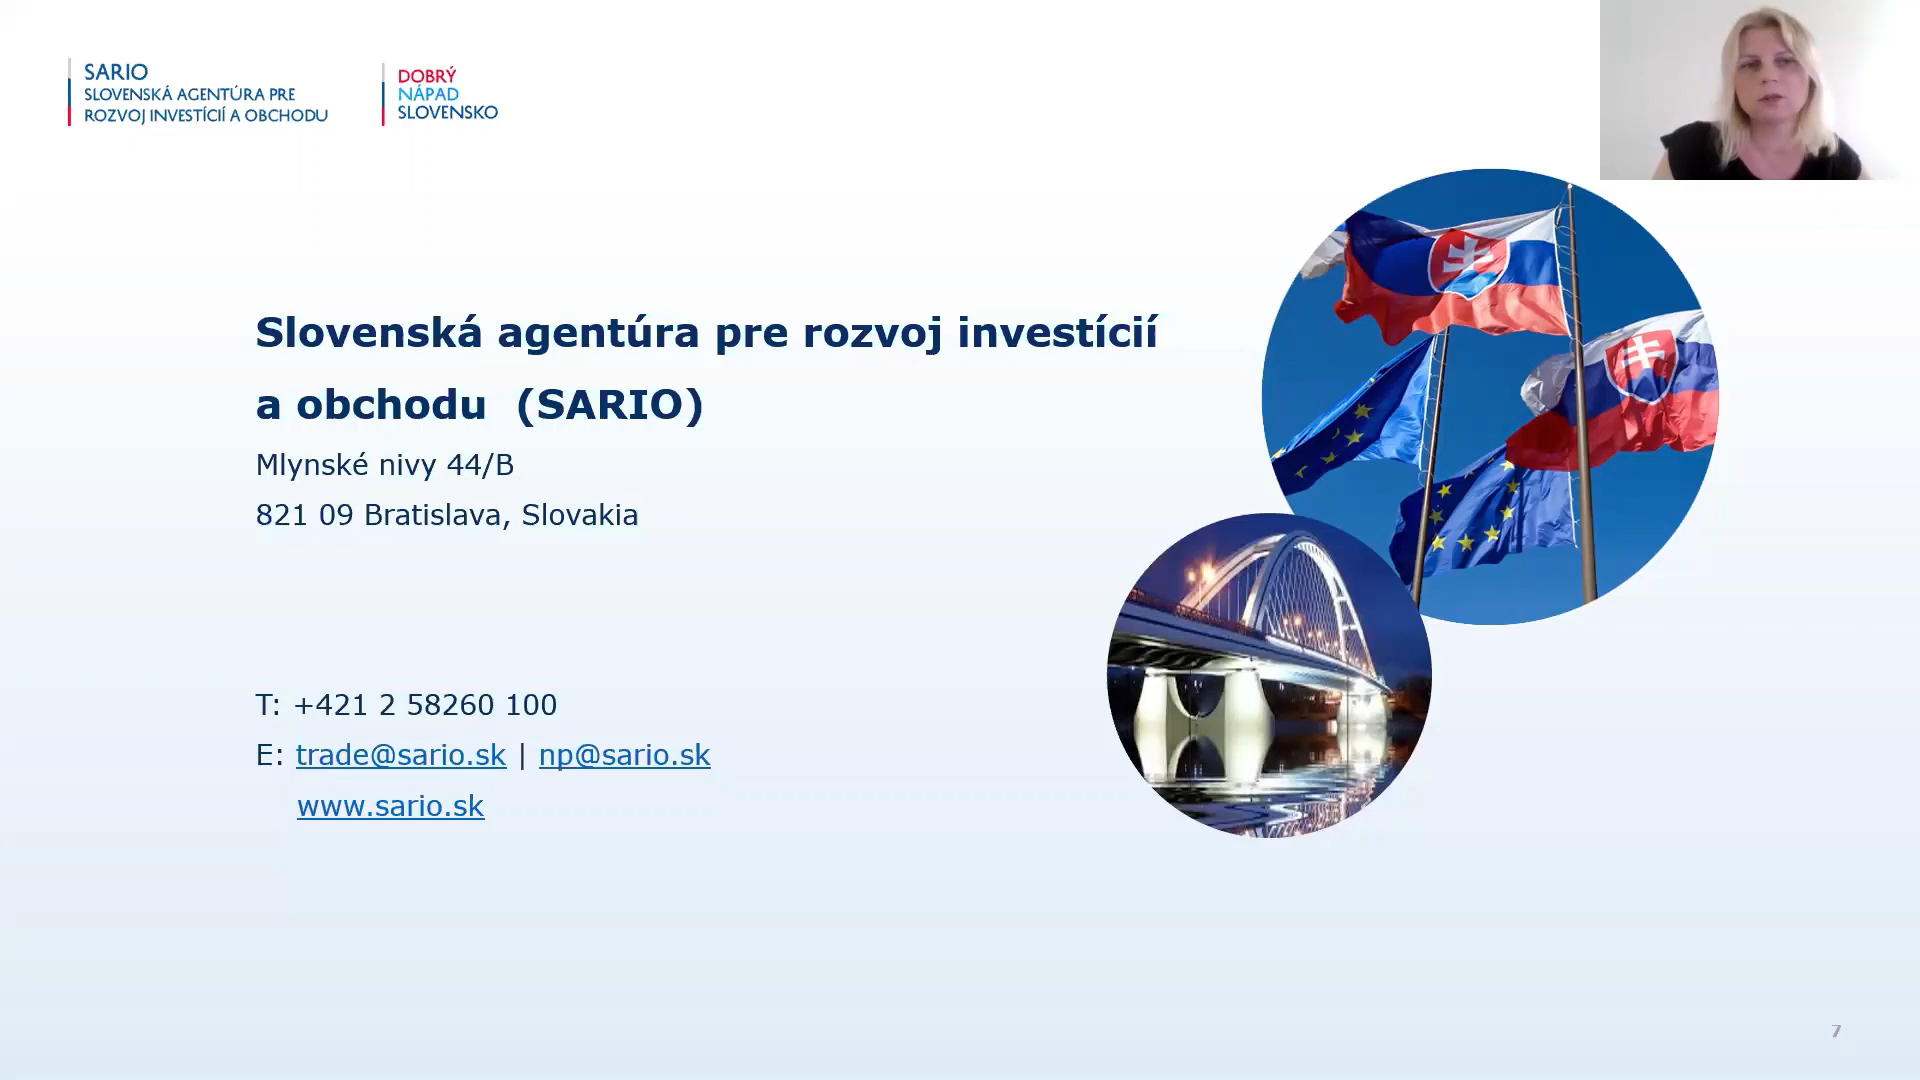 SARIO
SLOVENSKÁ AGENTÚRA PRE
ROZVOJ INVESTÍCIÍ A OBCHODU
DOBRÝ
NÁPAD
SLOVENSKO
Slovenská agentúra pre rozvoj investícií
a obchodu (SARIO)
Mlynské nivy 44/B
821 09 Bratislava, Slovakia
T: +421 2 58260 100
E: trade@sario.sk | np@sario.sk
www.sario.sk
7